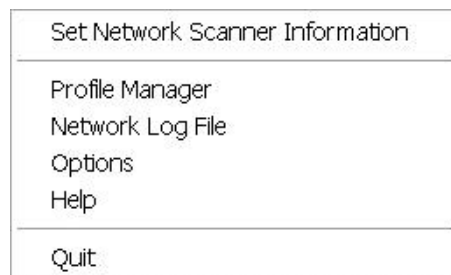 Set Network Scanner Information
Profile Manager
Network Log File
Options
Help
Quit